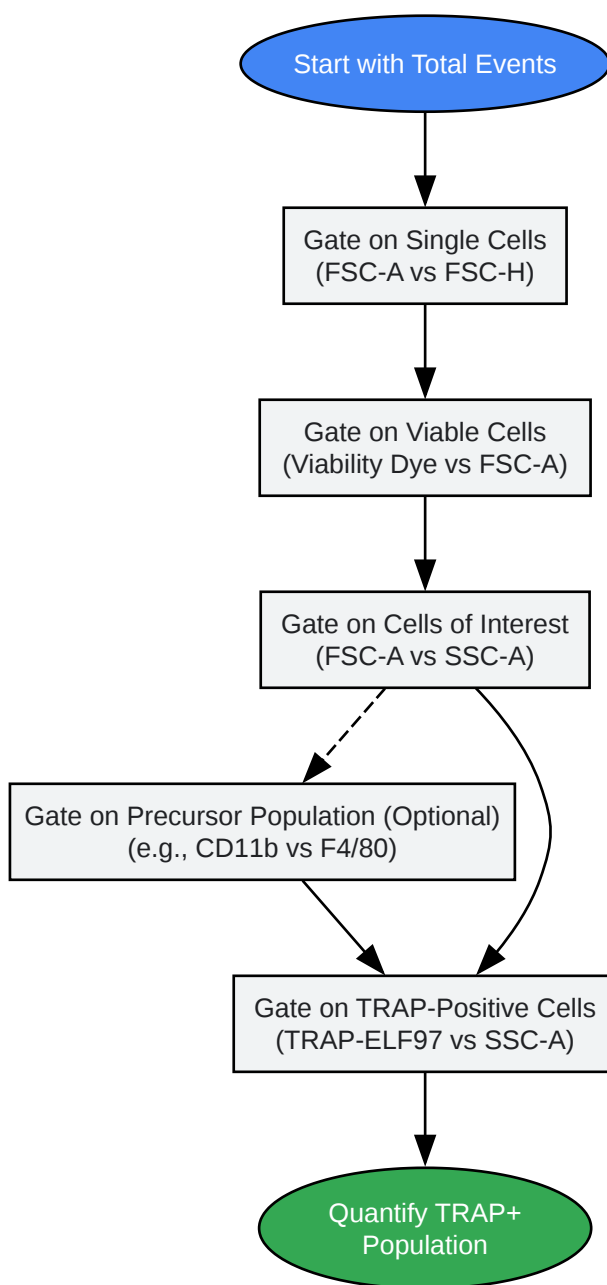 Start with Total Events
Gate on Single Cells
(FSC-A vs FSC-H)
Gate on Viable Cells
(Viability Dye vs FSC-A)
Gate on Cells of Interest
(FSC-A vs SSC-A)
Gate on Precursor Population (Optional)
(e.g., CD11b vs F4/80)
Gate on TRAP-Positive Cells
(TRAP-ELF97 vs SSC-A)
Quantify TRAP+
Population